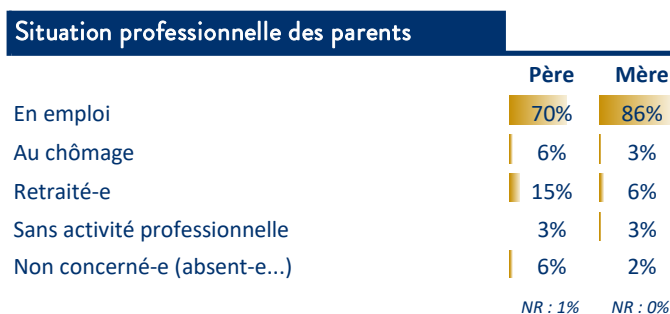 Situation professionnelle des parents
Père Mère
En emploi 70% 86%
Au chômage 6% 3%
Retraité-e 15% 6%
Sans activité professionnelle 3% 3%
Non concerné-e (absent-e...) 6% 2%
NR : 1% NR : 0%